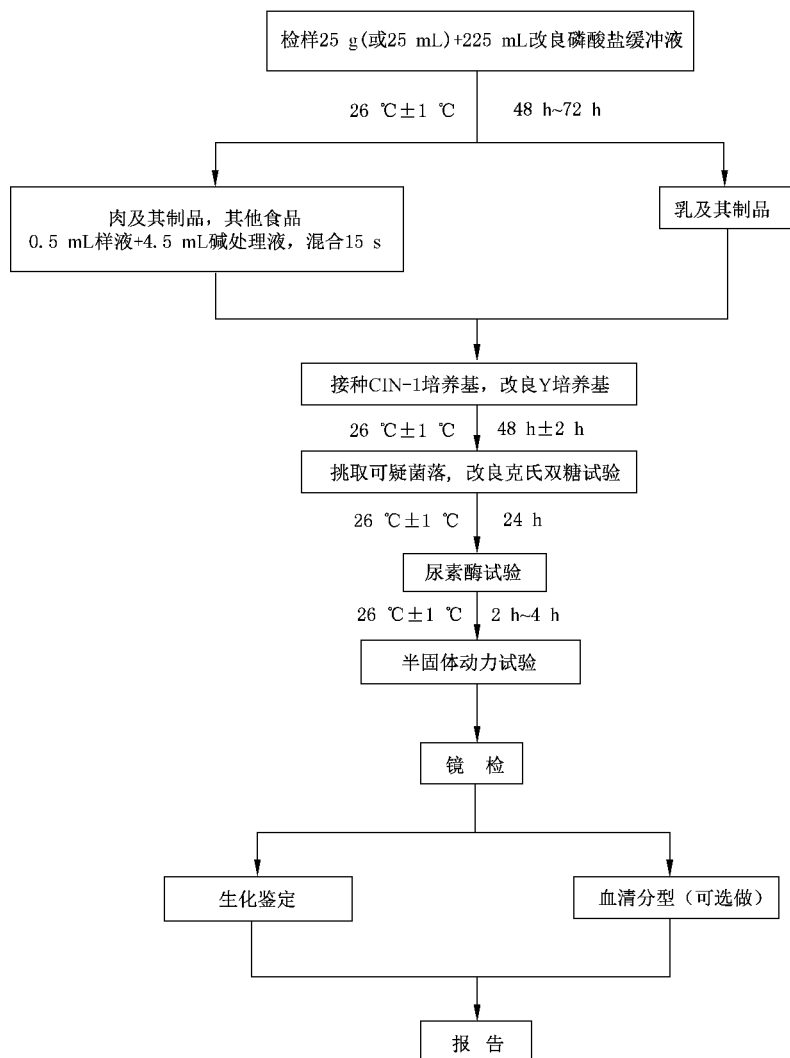 检样25 g(或25 mL)+225 mL改良磷酸盐缓冲液
26 ℃±1 ℃ 48 h~72 h
肉及其制品，其他食品
0.5 mL样液+4.5 mL碱处理液，混合15 s
乳及其制品
接种CIN-1培养基，改良Y培养基
26 ℃±1 ℃ 48 h±2 h
挑取可疑菌落，改良克氏双糖试验
26 ℃±1 ℃ 24 h
尿素酶试验
26 ℃±1 ℃ 2 h~4 h
半固体动力试验
镜 检
生化鉴定
血清分型（可选做）
报 告